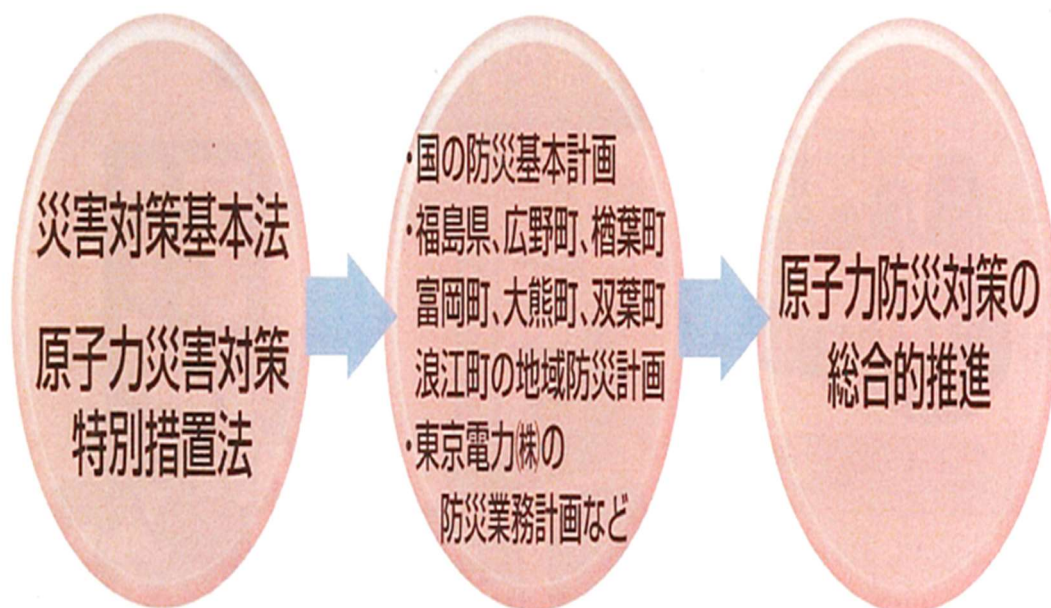 災害対策基本法
原子力災害対策
特別措置法
・国の防災基本計画
・福島県、広野町、楢葉町
富岡町、大熊町、双葉町
浪江町の地域防災計画
・東京電力㈱の
防災業務計画など
原子力防災対策の
総合的推進